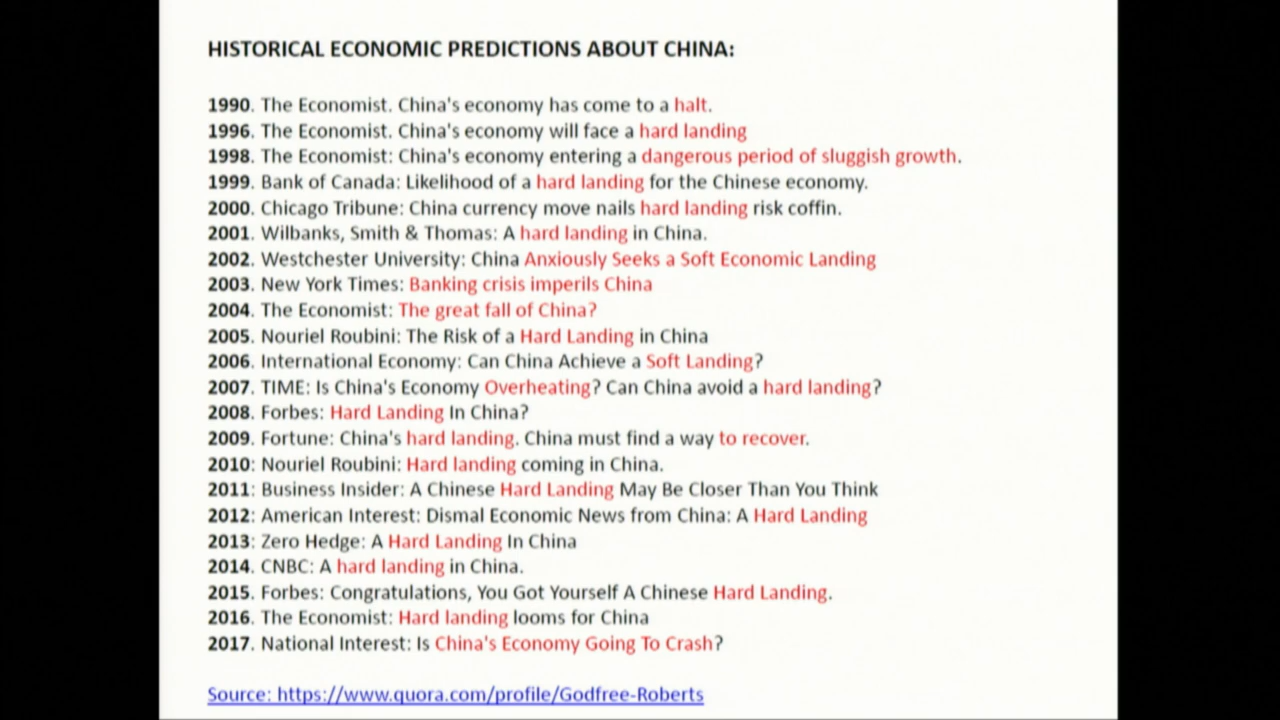 HISTORICAL ECONOMIC PREDICTIONS ABOUT CHINA:
1990. The Economist. China's economy has come to a halt.
1996. The Economist. China's economy will face a hard landing
1998. The Economist: China's economy entering a dangerous period of sluggish growth.
1999. Bank of Canada: Likelihood of a hard landing for the Chinese economy.
2000. Chicago Tribune: China currency move nails hard landing risk coffin.
2001. Wilbanks, Smith & Thomas: A hard landing in China.
2002. Westchester University: China Anxiously Seeks a Soft Economic Landing
2003. New York Times: Banking crisis imperils China
2004. The Economist: The great fall of China?
2005. Nouriel Roubini: The Risk of a Hard Landing in China
2006. International Economy: Can China Achieve a Soft Landing?
2007. TIME: Is China's Economy Overheating? Can China avoid a hard landing?
2008. Forbes: Hard Landing In China?
2009. Fortune: China's hard landing. China must find a way to recover.
2010: Nouriel Roubini: Hard landing coming in China.
2011: Business Insider: A Chinese Hard Landing May Be Closer Than You Think
2012: American Interest: Dismal Economic News from China: A Hard Landing
2013: Zero Hedge: A Hard Landing In China
2014. CNBC: A hard landing in China.
2015. Forbes: Congratulations, You Got Yourself A Chinese Hard Landing.
2016. The Economist: Hard landing looms for China
2017. National Interest: Is China's Economy Going To Crash?
Source: https://www.quora.com/profile/Godfree-Roberts